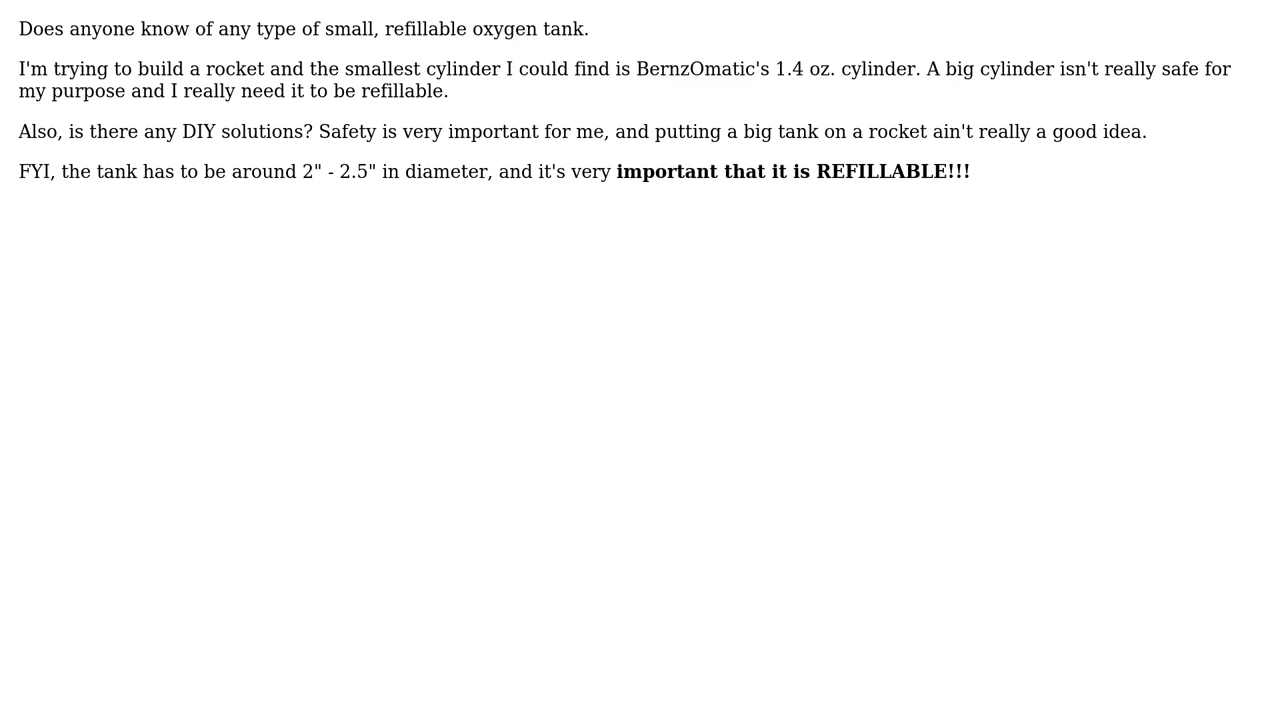 Does anyone know of any type of small, refillable oxygen tank.
I'm trying to build a rocket and the smallest cylinder I could find is BernzOmatic's 1.4 oz. cylinder. A big cylinder isn't really safe for
my purpose and I really need it to be refillable.
Also, is there any DIY solutions? Safety is very important for me, and putting a big tank on a rocket ain't really a good idea.
FYI, the tank has to be around 2" - 2.5" in diameter, and it's very important that it is REFILLABLE!!!